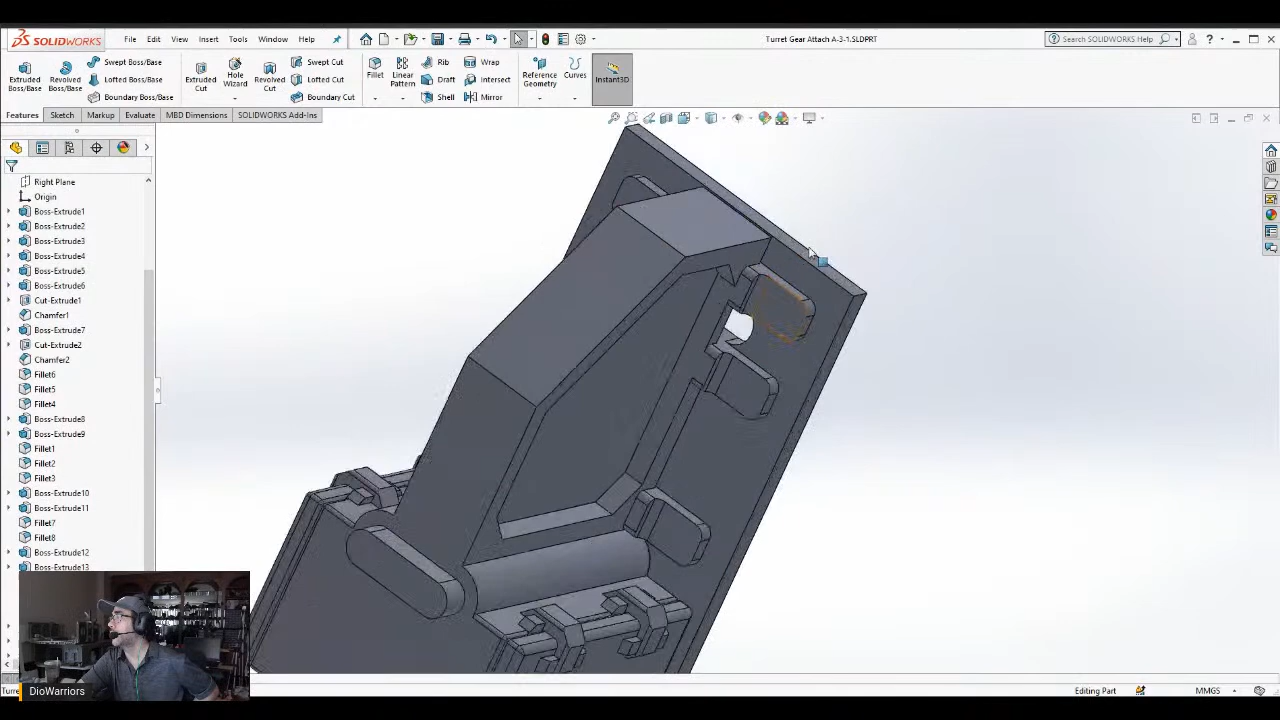 SOLIDWORKS File Edit View Insert Tools Window Help Turret Gear Attach A-3-1.SLDPRT Search SOLIDWORKS Help
Extruded Boss/Base
Revolved Boss/Base
Swept Boss/Base
Lofted Boss/Base
Boundary Boss/Base
Extruded Cut
Hole Wizard
Revolved Cut
Swept Cut
Lofted Cut
Boundary Cut
Fillet
Linear Pattern
Rib
Draft
Shell
Wrap
Intersect
Mirror
Reference Geometry
Curves
Instant3D
Features Sketch Markup Evaluate MBD Dimensions SOLIDWORKS Add-Ins
Right Plane
Origin
Boss-Extrude1
Boss-Extrude2
Boss-Extrude3
Boss-Extrude4
Boss-Extrude5
Boss-Extrude6
Cut-Extrude1
Chamfer1
Boss-Extrude7
Cut-Extrude2
Chamfer2
Fillet6
Fillet5
Fillet4
Boss-Extrude8
Boss-Extrude9
Fillet1
Fillet2
Fillet3
Boss-Extrude10
Boss-Extrude11
Fillet7
Fillet8
Boss-Extrude12
Boss-Extrude13
DioWarriors
Editing Part MMGS